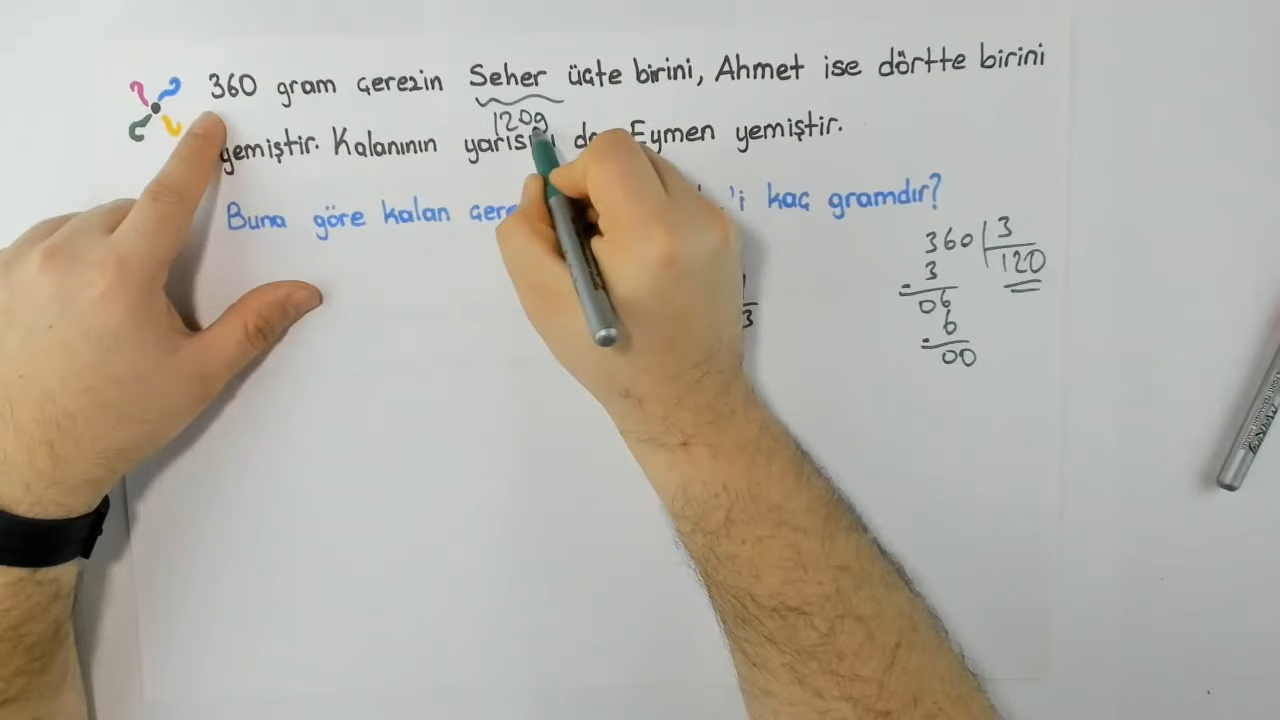 360 gram çerezin Seher üçte birini, Ahmet ise dörtte birini
120g
yemiştir. Kalanının yarısını da Eymen yemiştir.
Buna göre kalan 'i kaç gramdır?
360 3
3 120
06
6
00
3